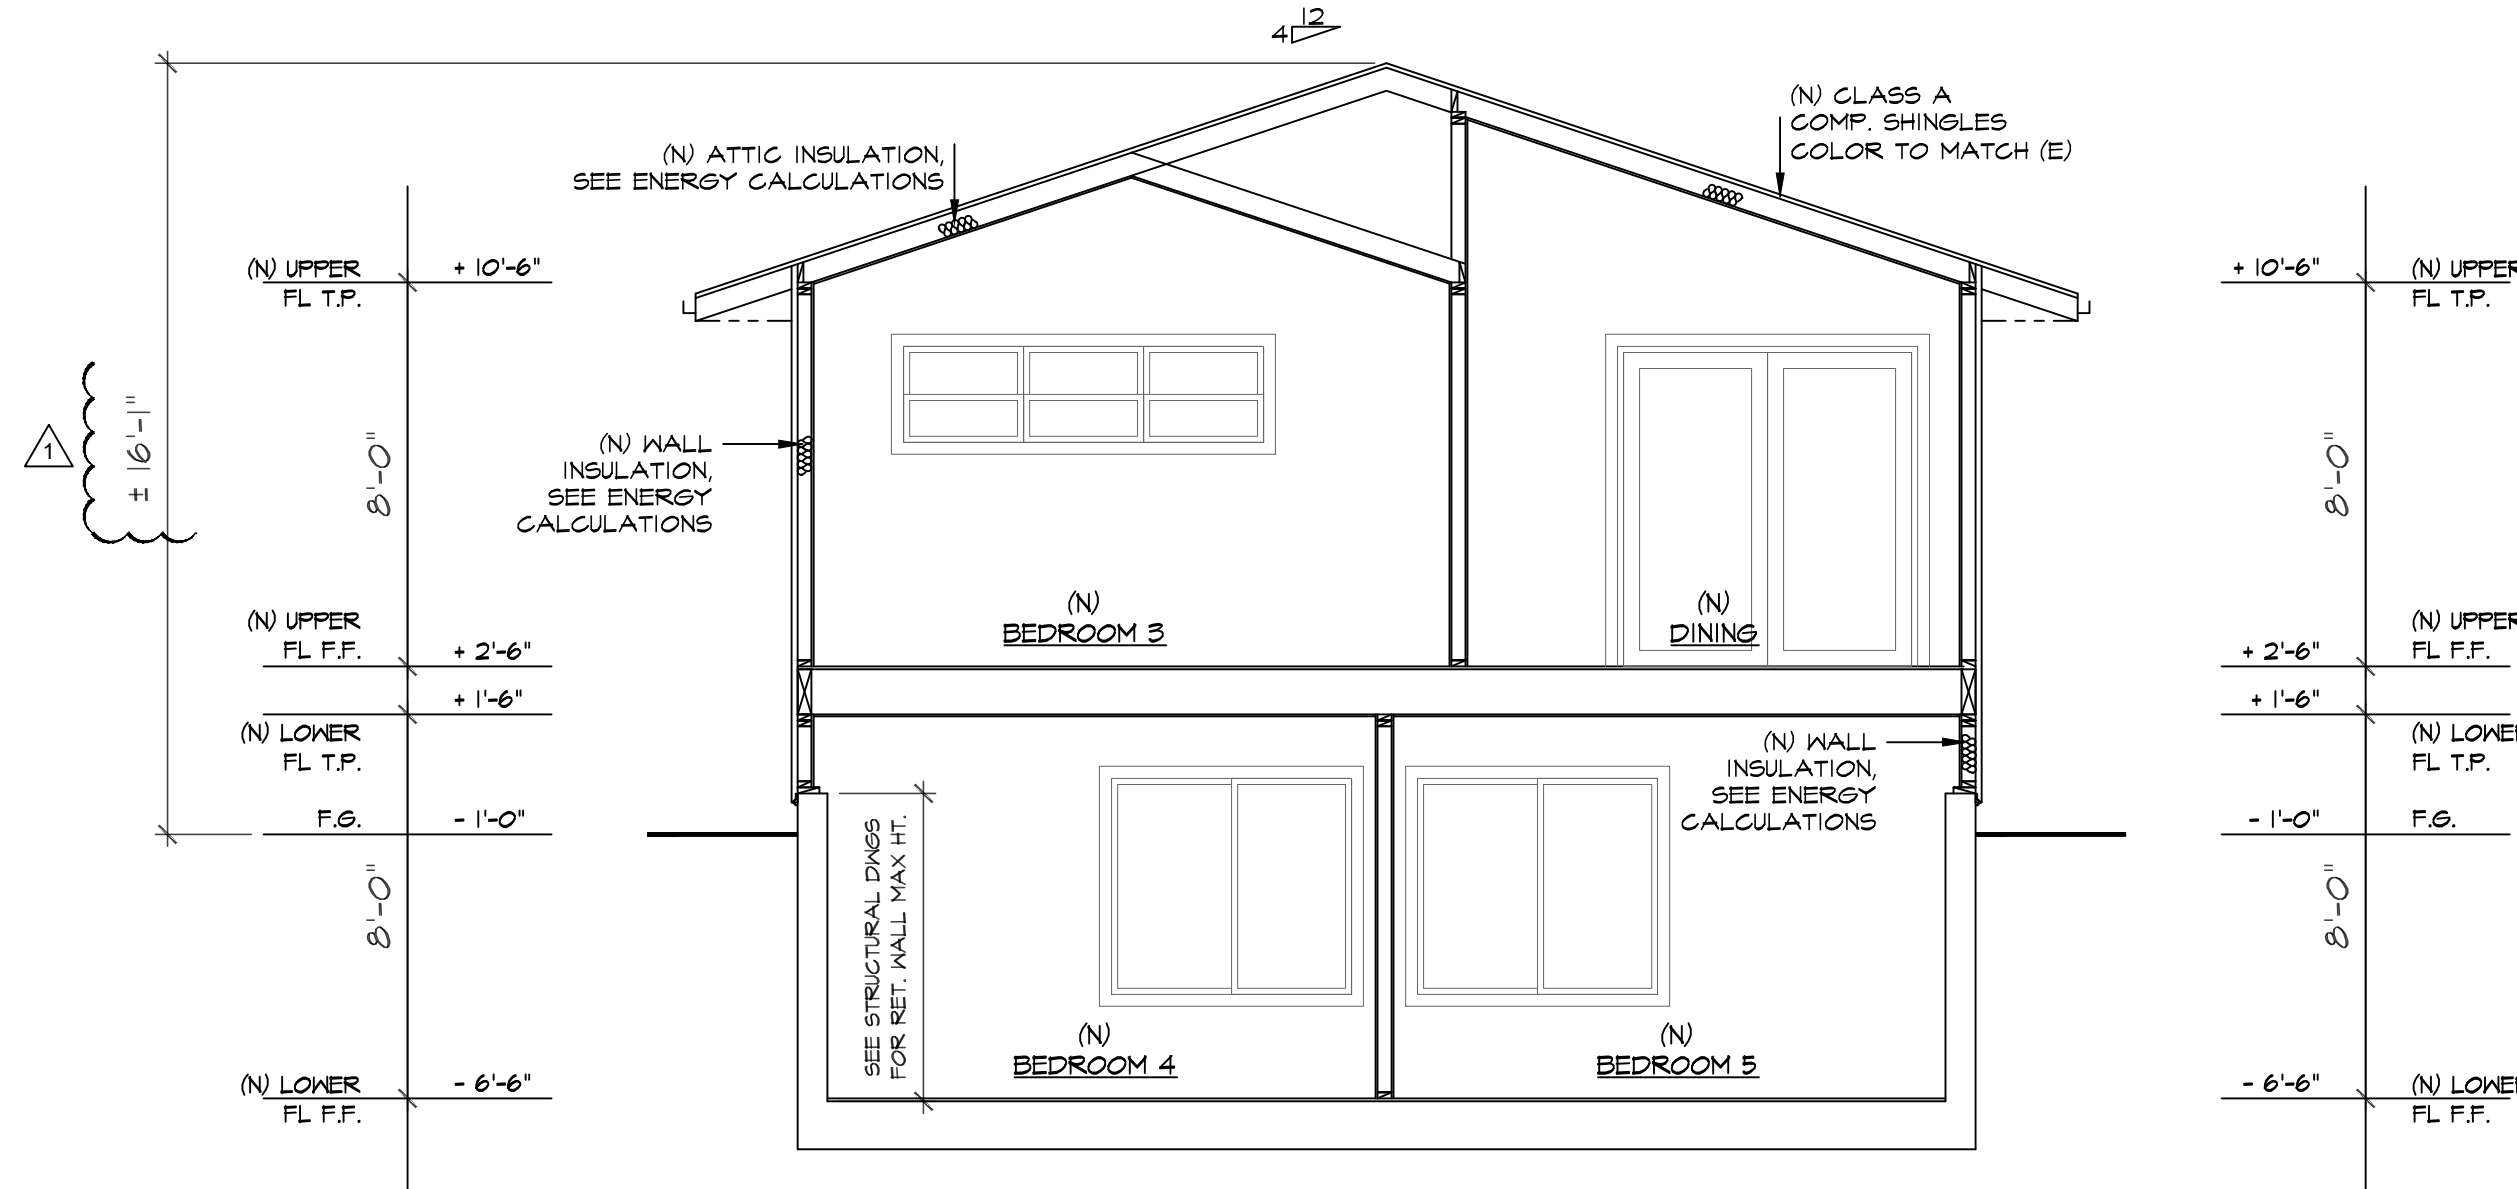 12
4
(N) CLASS A
COMP. SHINGLES
COLOR TO MATCH (E)
(N) ATTIC INSULATION,
SEE ENERGY CALCULATIONS
(N) UPPER
FL T.P.
+ 10'-6"
+ 10'-6"
(N) UPPER
FL T.P.
1
± 16'-1"
8'-0"
(N) WALL
INSULATION,
SEE ENERGY
CALCULATIONS
8'-0"
(N)
BEDROOM 3
(N)
DINING
(N) UPPER
FL F.F.
+ 2'-6"
+ 2'-6"
(N) UPPER
FL F.F.
+ 1'-6"
+ 1'-6"
(N) LOWER
FL T.P.
(N) WALL
INSULATION,
SEE ENERGY
CALCULATIONS
(N) LOWE
FL T.P.
F.G.
- 1'-0"
- 1'-0"
F.G.
8'-0"
SEE STRUCTURAL DWGS
FOR RET. WALL MAX HT.
8'-0"
(N)
BEDROOM 4
(N)
BEDROOM 5
(N) LOWER
FL F.F.
- 6'-6"
- 6'-6"
(N) LOWE
FL F.F.